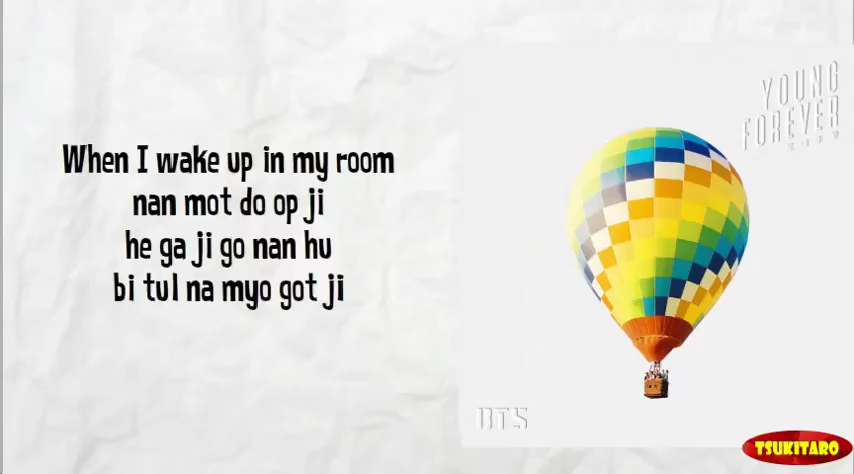 When I wake up in my room
nan mot do op ji
he ga ji go nan hu
bi tul na myo got ji
YOUNG
FOREVER
BTS
TSUKITARO